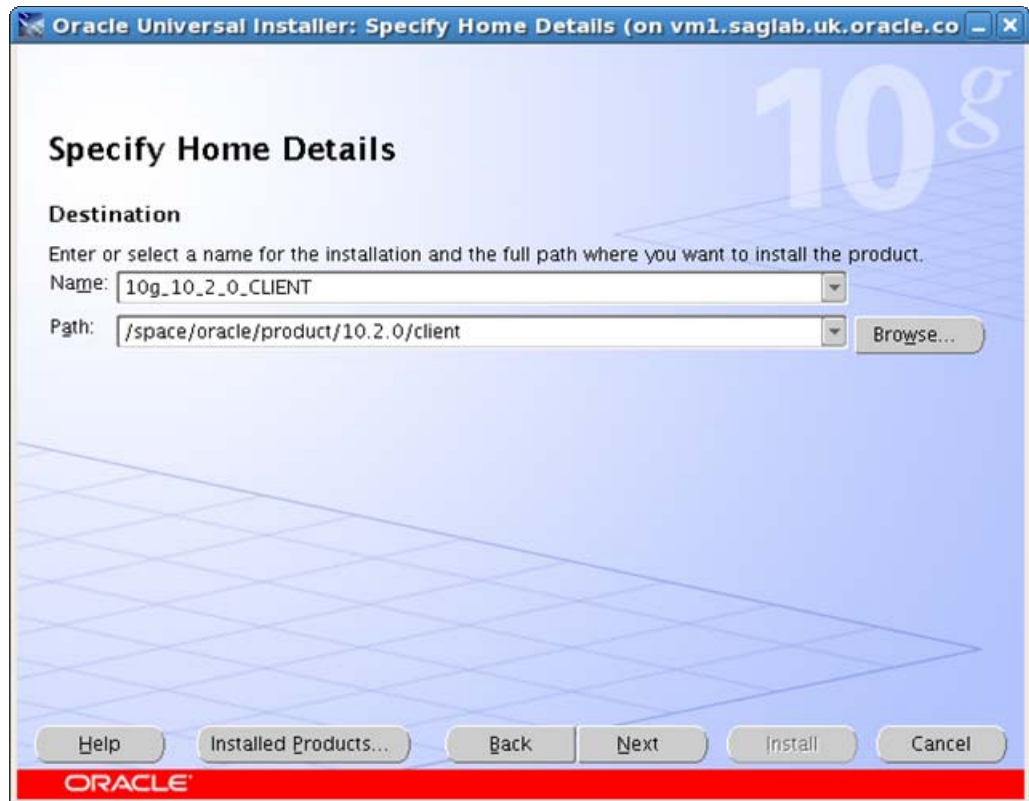 Oracle Universal Installer: Specify Home Details (on vm1.saglab.uk.oracle.co
10g
Specify Home Details
Destination
Enter or select a name for the installation and the full path where you want to install the product.
Name: 10g_10_2_0_CLIENT
Path: /space/oracle/product/10.2.0/client Browse...
Help Installed Products... Back Next Install Cancel
ORACLE